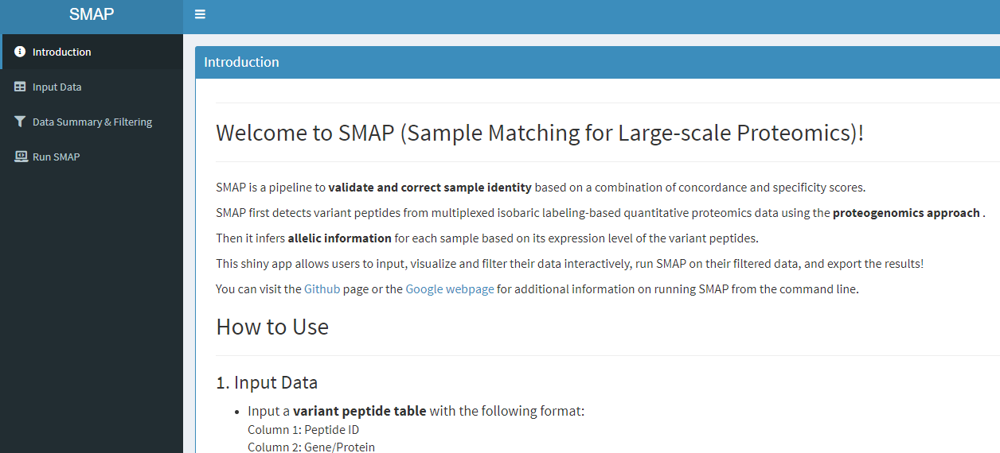 SMAP
Introduction
Input Data
Data Summary & Filtering
Run SMAP
Introduction
Welcome to SMAP (Sample Matching for Large-scale Proteomics)!
SMAP is a pipeline to validate and correct sample identity based on a combination of concordance and specificity scores.
SMAP first detects variant peptides from multiplexed isobaric labeling-based quantitative proteomics data using the proteogenomics approach .
Then it infers allelic information for each sample based on its expression level of the variant peptides.
This shiny app allows users to input, visualize and filter their data interactively, run SMAP on their filtered data, and export the results!
You can visit the Github page or the Google webpage for additional information on running SMAP from the command line.
How to Use
1. Input Data
• Input a variant peptide table with the following format:
Column 1: Peptide ID
Column 2: Gene/Protein